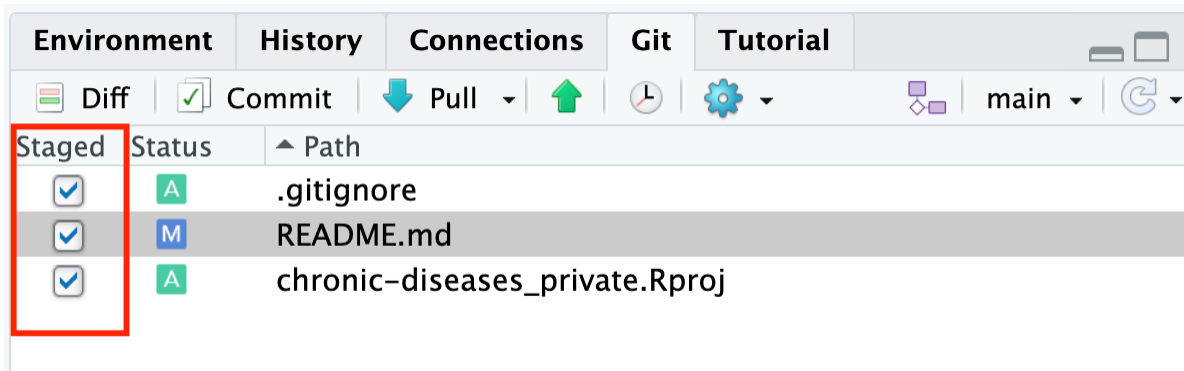 Environment History Connections Git Tutorial
Diff Commit Pull main
Staged Status Path
A .gitignore
M README.md
A chronic-diseases_private.Rproj